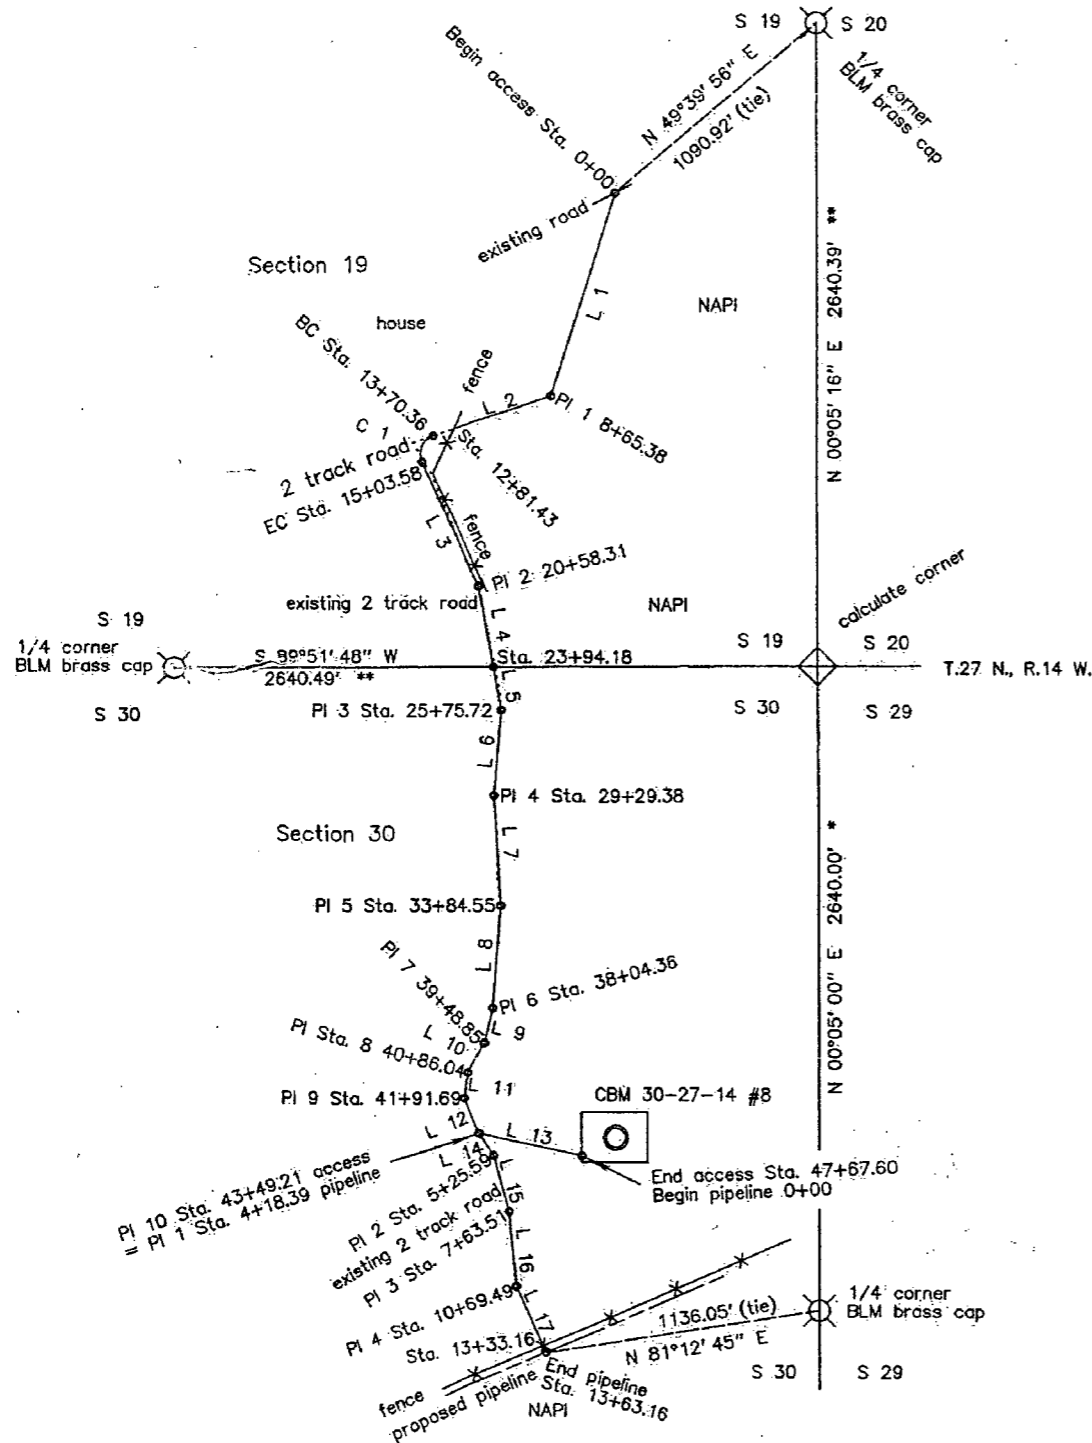 S 19
S 20
1/4 corner
BLM brass cap
Begin access Sta. 0+00
N 49°39' 56" E
1090.92' (tie)
existing road
Section 19
L 1
NAPI
N 00°05' 16" E 2640.39' **
house
fence
BC Sta. 13+70.36
L 2
PI 1 8+65.38
C 1
2 track road
Sta. 12+81.43
EC Sta. 15+03.58
L 3
fence
PI 2 20+58.31
existing 2 track road
NAPI
calculate corner
L 4
S 19
1/4 corner
BLM brass cap
S 89°51' 48" W
2640.49' **
Sta. 23+94.18
S 19
S 20
T.27 N., R.14 W.
S 30
L 5
S 30
S 29
PI 3 Sta. 25+75.72
L 6
PI 4 Sta. 29+29.38
Section 30
L 7
N 00°05' 00" E 2640.00' *
PI 5 Sta. 33+84.55
L 8
PI 7 39+48.85
PI 6 Sta. 38+04.36
L 9
L 10
PI Sta. 8 40+86.04
L 11
PI 9 Sta. 41+91.69
CBM 30-27-14 #8
L 12
L 13
L 14
PI 10 Sta. 43+49.21 access
= PI 1 Sta. 4+18.39 pipeline
End access Sta. 47+67.60
Begin pipeline 0+00
PI 2 Sta. 5+25.59
L 15
existing 2 track road
PI 3 Sta. 7+63.51
L 16
PI 4 Sta. 10+69.49
L 17
Sta. 13+33.16
1136.05' (tie)
N 81°12' 45" E
1/4 corner
BLM brass cap
fence
proposed pipeline
End pipeline
Sta. 13+63.16
NAPI
S 30
S 29